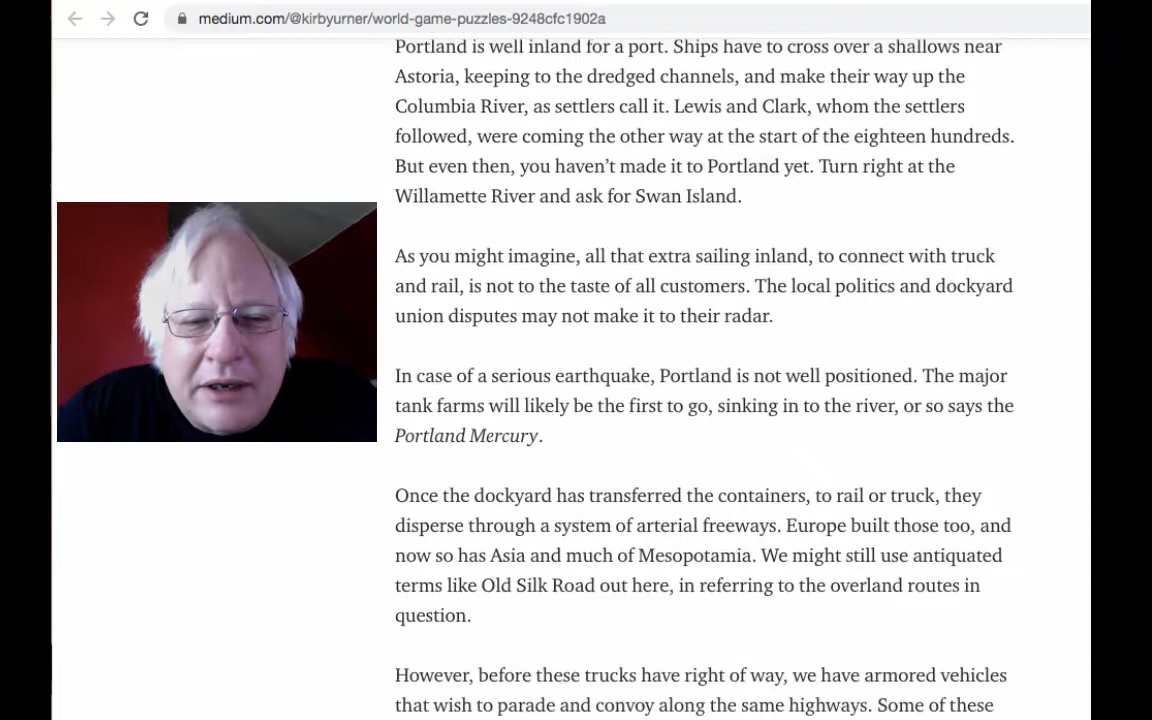 medium.com/@kirbyurner/world-game-puzzles-9248cfc1902a
Portland is well inland for a port. Ships have to cross over a shallows near
Astoria, keeping to the dredged channels, and make their way up the
Columbia River, as settlers call it. Lewis and Clark, whom the settlers
followed, were coming the other way at the start of the eighteen hundreds.
But even then, you haven’t made it to Portland yet. Turn right at the
Willamette River and ask for Swan Island.
As you might imagine, all that extra sailing inland, to connect with truck
and rail, is not to the taste of all customers. The local politics and dockyard
union disputes may not make it to their radar.
In case of a serious earthquake, Portland is not well positioned. The major
tank farms will likely be the first to go, sinking in to the river, or so says the
Portland Mercury.
Once the dockyard has transferred the containers, to rail or truck, they
disperse through a system of arterial freeways. Europe built those too, and
now so has Asia and much of Mesopotamia. We might still use antiquated
terms like Old Silk Road out here, in referring to the overland routes in
question.
However, before these trucks have right of way, we have armored vehicles
that wish to parade and convoy along the same highways. Some of these